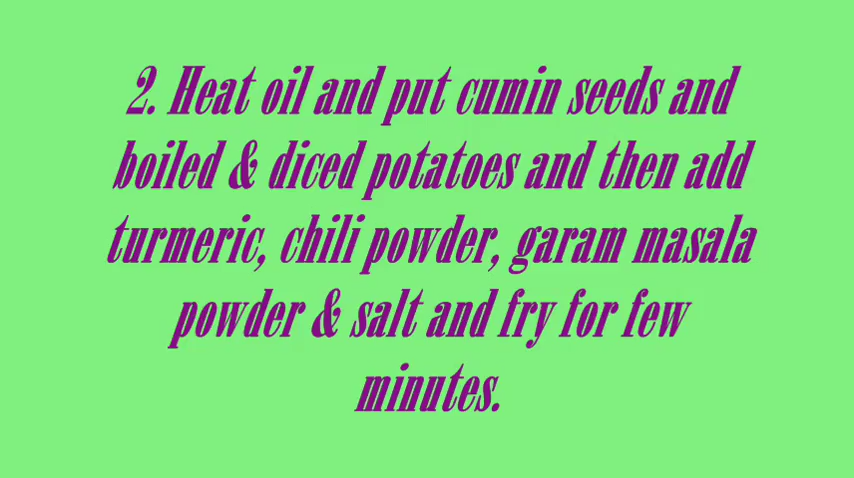 2. Heat oil and put cumin seeds and
boiled & diced potatoes and then add
turmeric, chili powder, garam masala
powder & salt and fry for few
minutes.